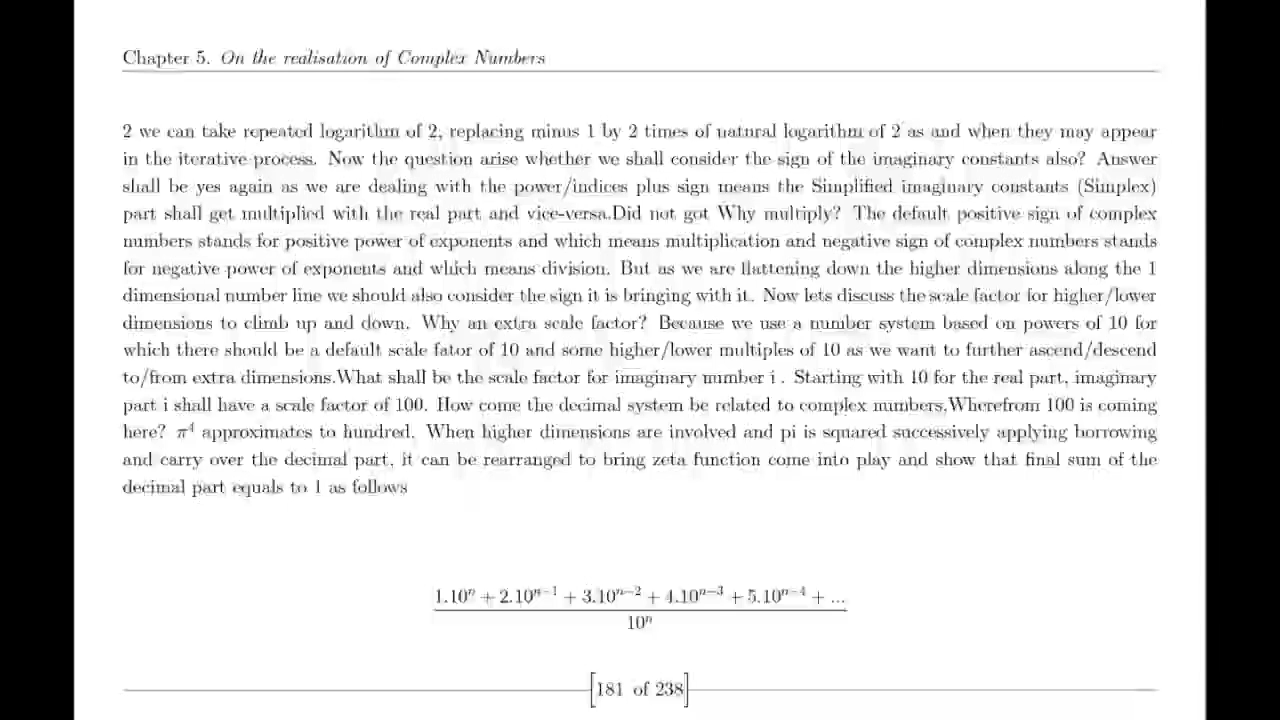 Chapter 5. On the realisation of Complex Numbers
2 we can take repeated logarithm of 2, replacing minus 1 by 2 times of natural logarithm of 2 as and when they may appear
in the iterative process. Now the question arise whether we shall consider the sign of the imaginary constants also? Answer
shall be yes again as we are dealing with the power/indices plus sign means the Simplified imaginary constants (Simplex)
part shall get multiplied with the real part and vice-versa.Did not got Why multiply? The default positive sign of complex
numbers stands for positive power of exponents and which means multiplication and negative sign of complex numbers stands
for negative power of exponents and which means division. But as we are flattening down the higher dimensions along the 1
dimensional number line we should also consider the sign it is bringing with it. Now lets discuss the scale factor for higher/lower
dimensions to climb up and down. Why an extra scale factor? Because we use a number system based on powers of 10 for
which there should be a default scale fator of 10 and some higher/lower multiples of 10 as we want to further ascend/descend
to/from extra dimensions.What shall be the scale factor for imaginary number i . Starting with 10 for the real part, imaginary
part i shall have a scale factor of 100. How come the decimal system be related to complex numbers.Wherefrom 100 is coming
here? π⁴ approximates to hundred. When higher dimensions are involved and pi is squared successively applying borrowing
and carry over the decimal part, it can be rearranged to bring zeta function come into play and show that final sum of the
decimal part equals to 1 as follows
1.10ⁿ + 2.10ⁿ⁻¹ + 3.10ⁿ⁻² + 4.10ⁿ⁻³ + 5.10ⁿ⁻⁴ + ...
10ⁿ
[181 of 238]